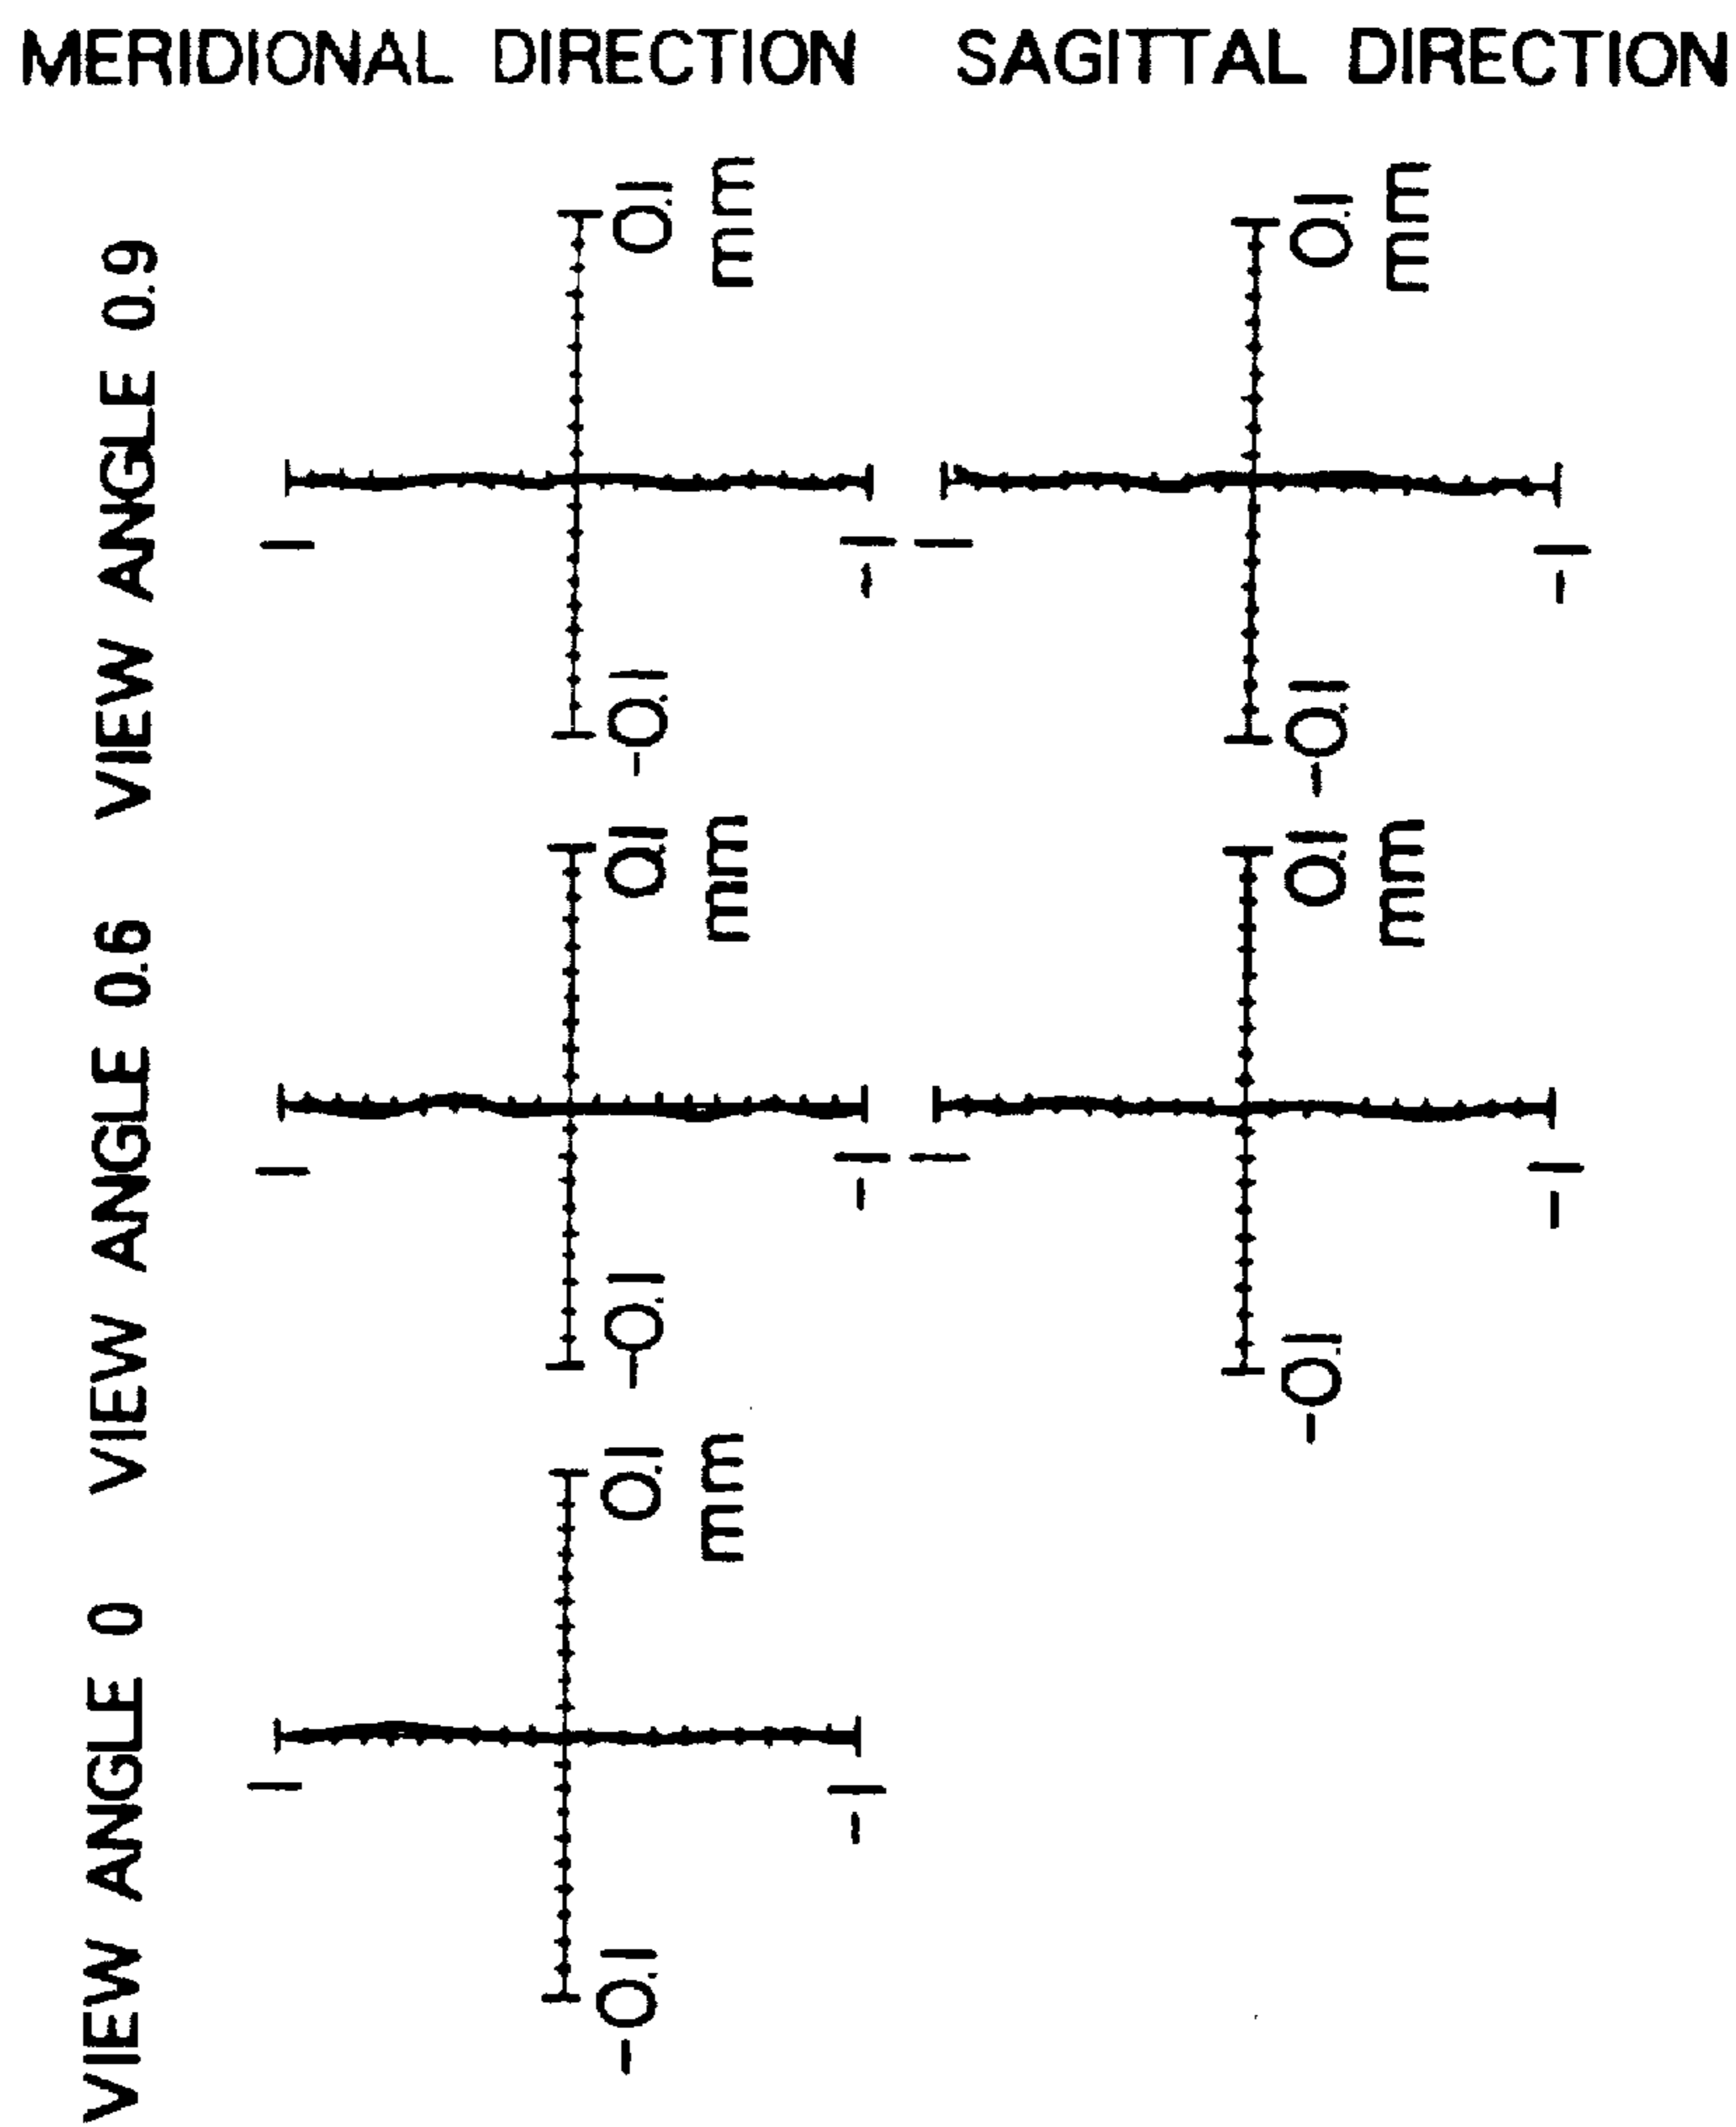 MERIDIONAL DIRECTION SAGITTAL DIRECTION
VIEW ANGLE 0.9
0.1
mm
1
-1
-0.1
0.1
mm
1
-1
-0.1
VIEW ANGLE 0.6
0.1
mm
1
-1
-0.1
0.1
mm
1
-1
-0.1
VIEW ANGLE 0
0.1
mm
1
-1
-0.1